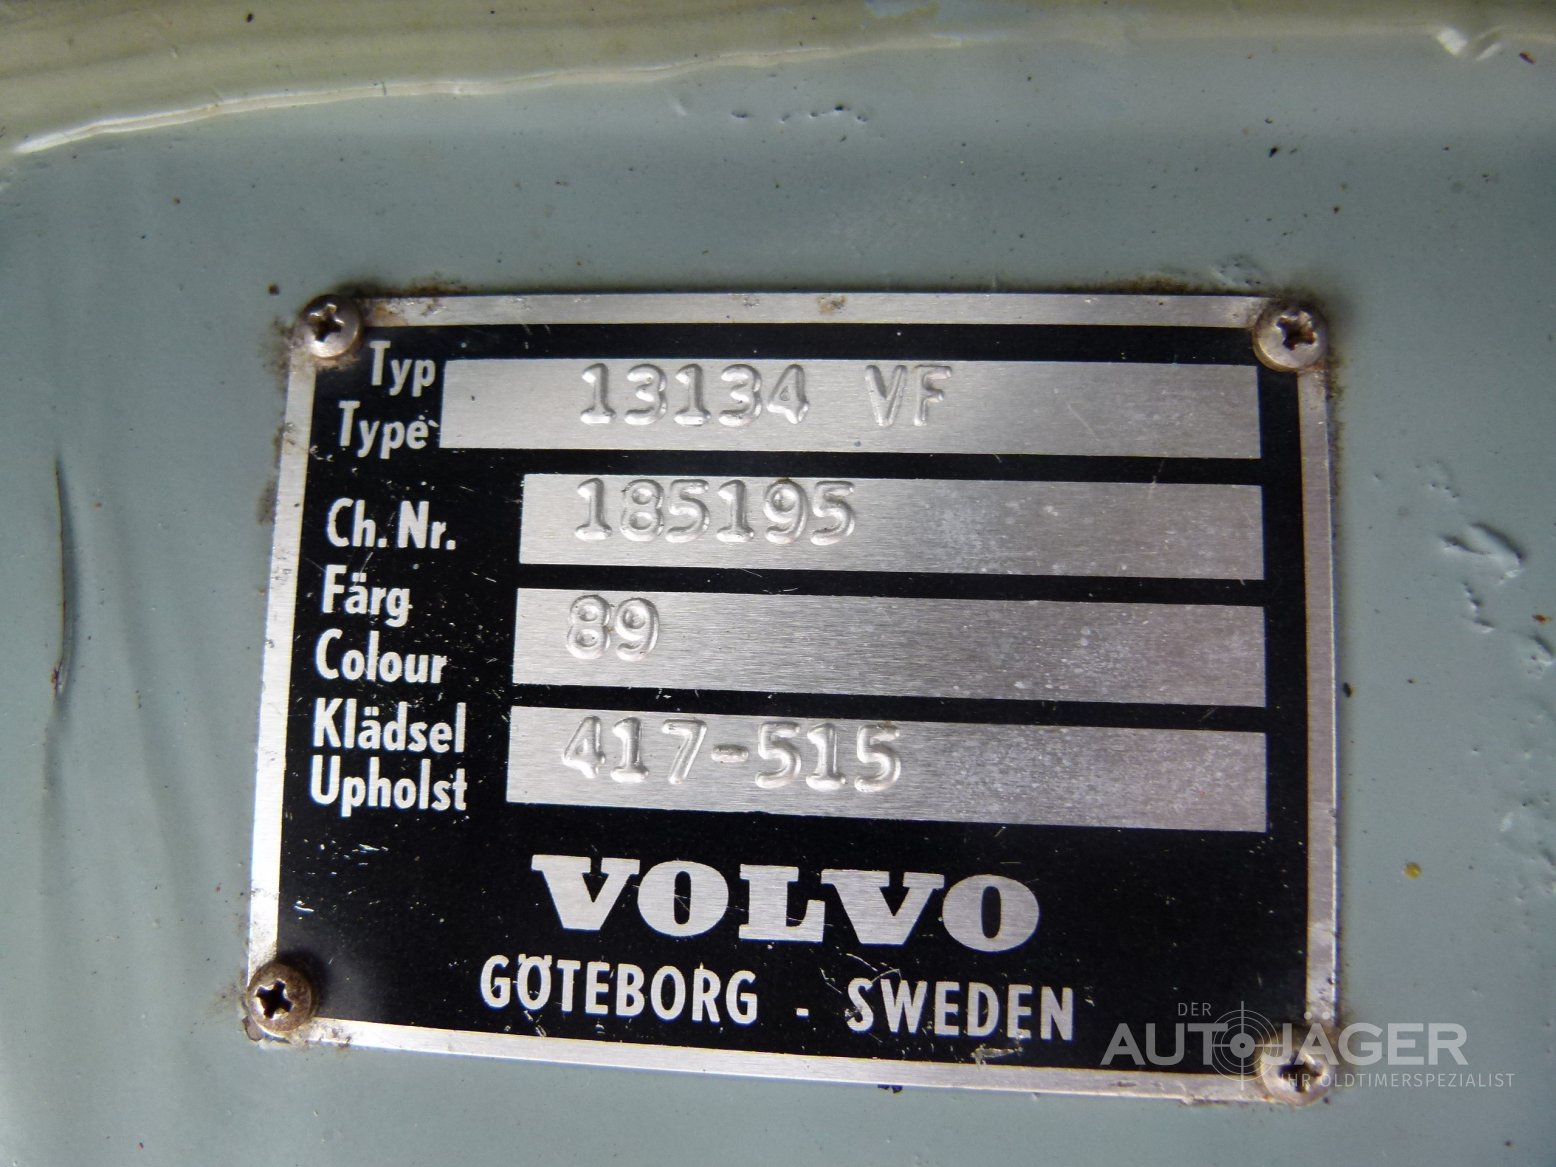 Typ
Type
13134 VF
Ch. Nr.
185195
Färg
Colour
89
Klädsel
Upholst
417-515
VOLVO
GÖTEBORG - SWEDEN
DER
AUTOJÄGER
IHR OLDTIMERSPEZIALIST